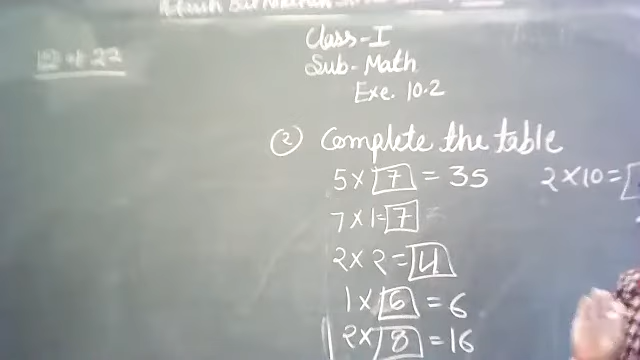 Class-I
Sub-Math
Exe. 10.2
② Complete the table
5 × 7 = 35
2 × 10 =
7 × 1 = 7
2 × 2 = 4
1 × 6 = 6
2 × 8 = 16